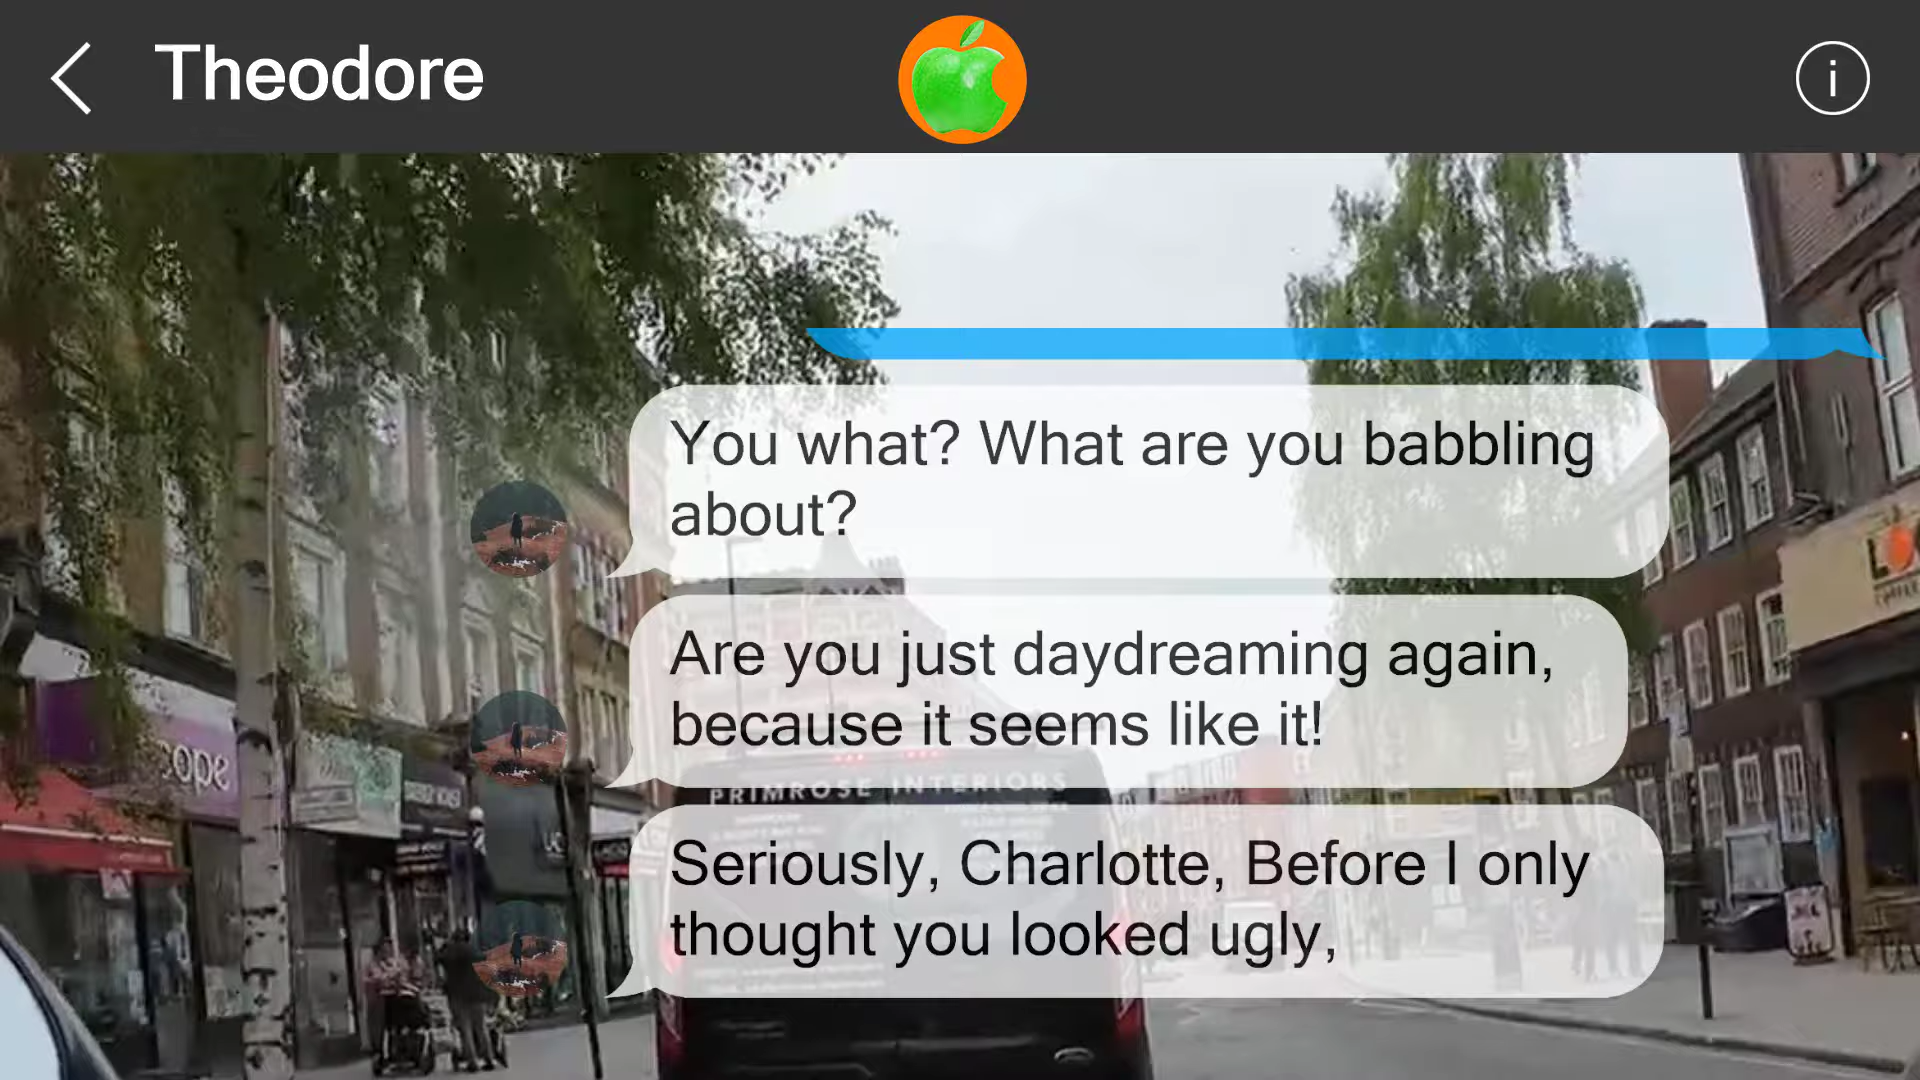 Theodore
i
You what? What are you babbling
about?
Are you just daydreaming again,
because it seems like it!
PRIMROSE INTERIORS
Seriously, Charlotte, Before I only
thought you looked ugly,